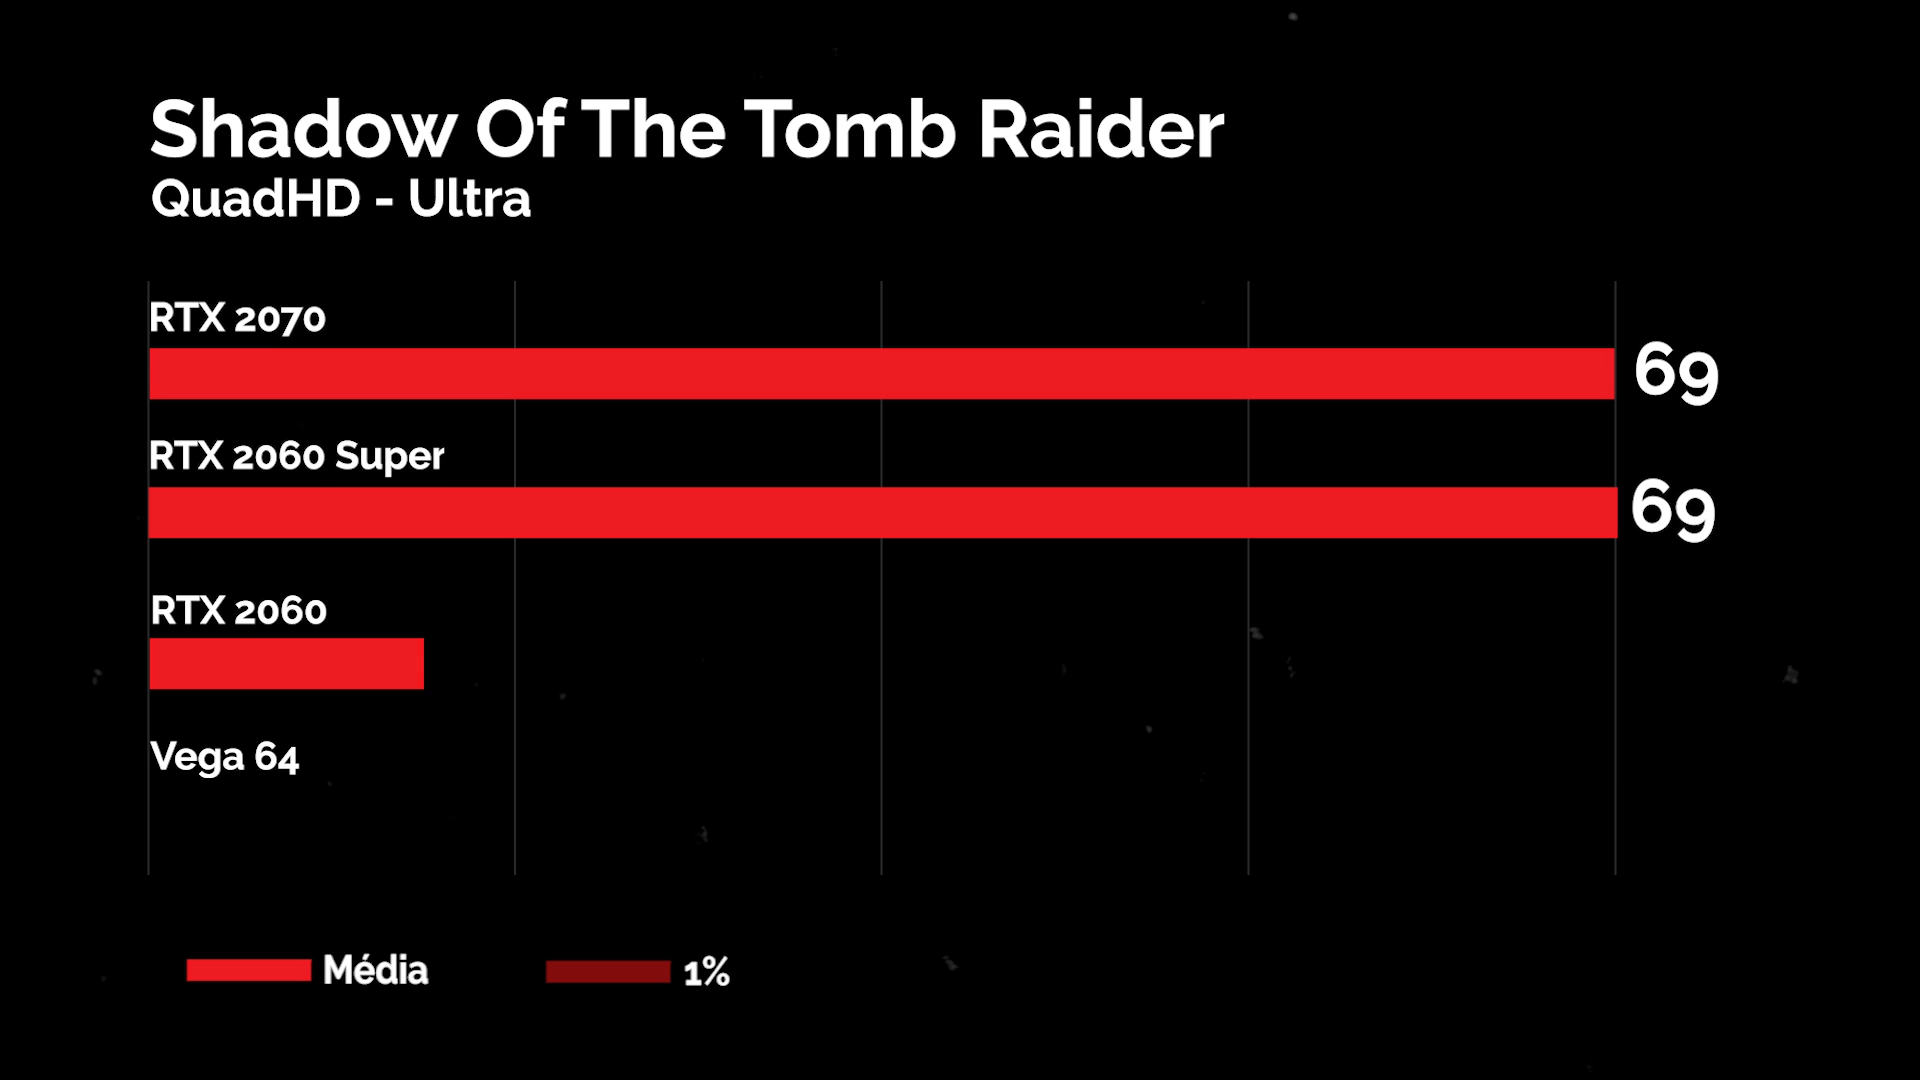 Shadow Of The Tomb Raider
QuadHD - Ultra
RTX 2070
69
RTX 2060 Super
69
RTX 2060
Vega 64
Média
1%